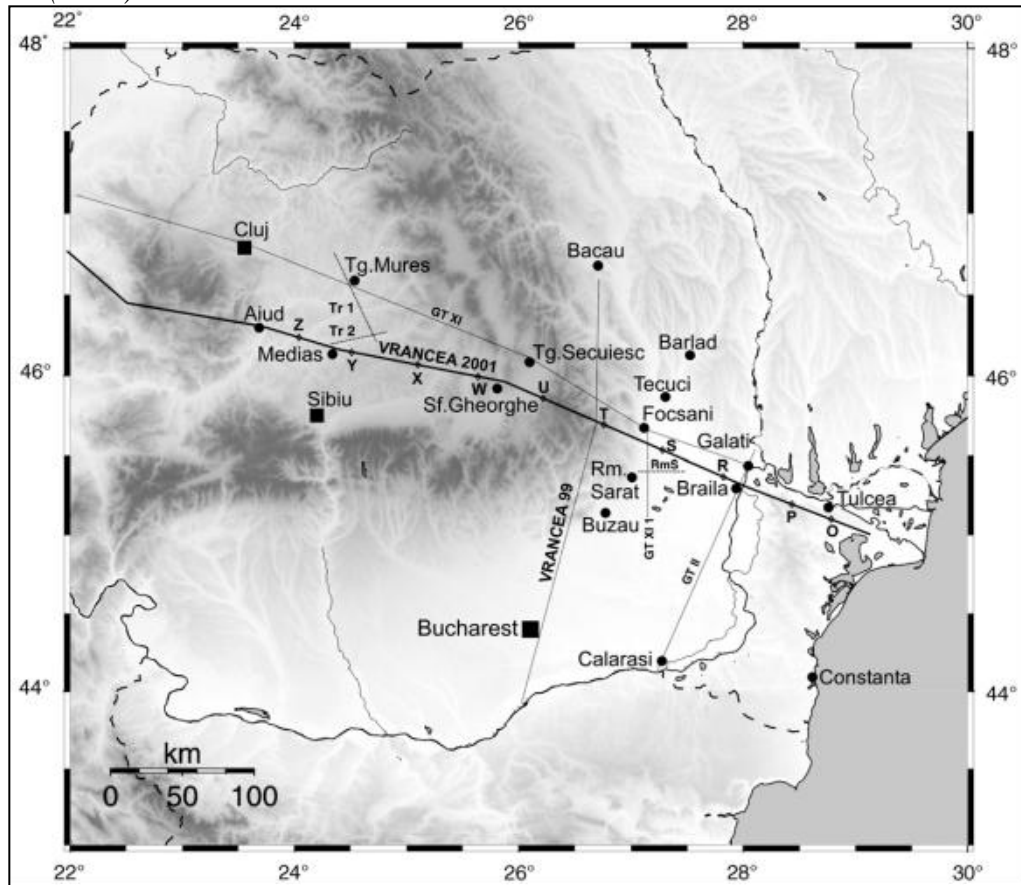 22° 24° 26° 28° 30°
48° 48°
Cluj
Bacau
Tg.Mures
Tr 1
GT XI
Barlad
Aiud
Z
Tr 2
Medias
VRANCEA 2001
Tg.Secuiesc
46° 46°
Y
X
W
U
Tecuci
Sibiu
Sf.Gheorghe
Focsani
T
S
Galati
R
Rm.
Sarat
RmS
Braila
Tulcea
P
O
Buzau
VRANCEA 99
GT XI 1
GT II
Bucharest
Calarasi
44° 44°
Constanta
km
0 50 100
22° 24° 26° 28° 30°